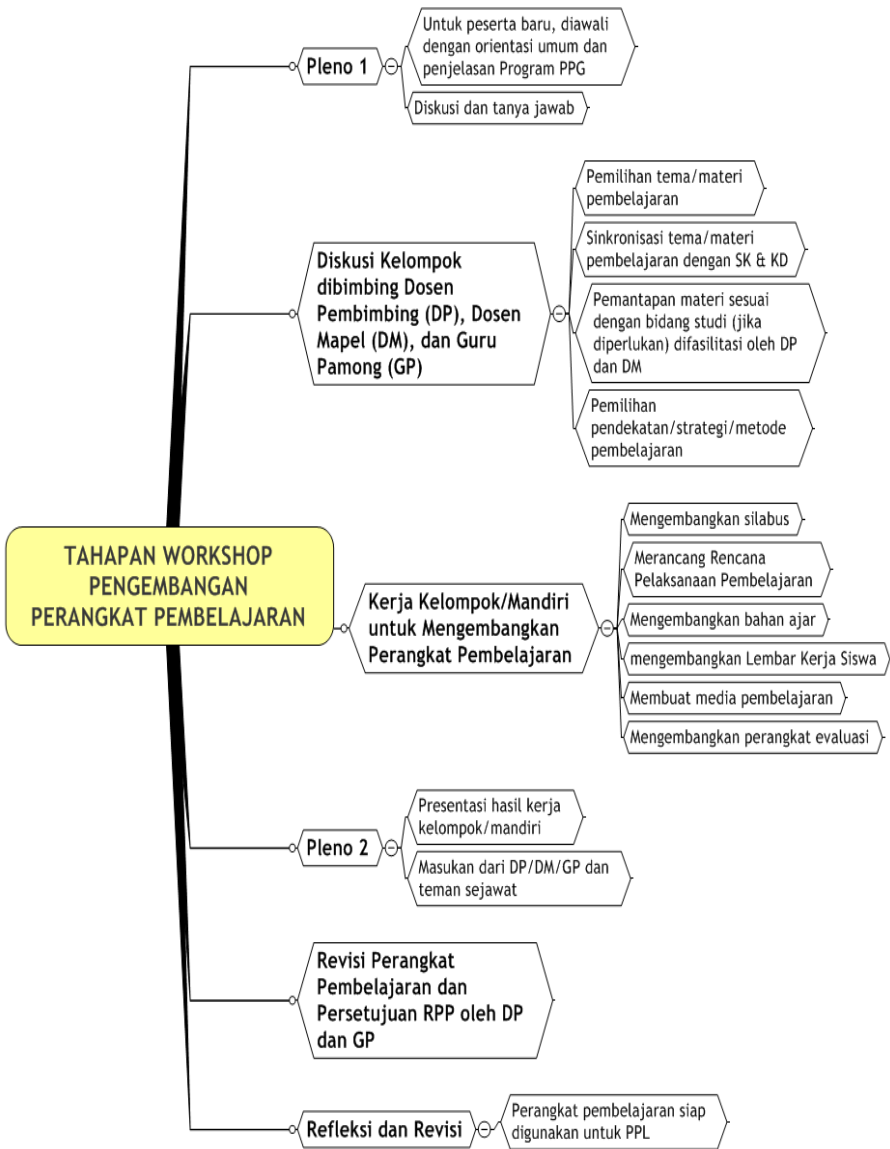 Untuk peserta baru, diawali
dengan orientasi umum dan
penjelasan Program PPG
Pleno 1
Diskusi dan tanya jawab
Pemilihan tema/materi
pembelajaran
Sinkronisasi tema/materi
pembelajaran dengan SK & KD
Diskusi Kelompok
dibimbing Dosen
Pembimbing (DP), Dosen
Mapel (DM), dan Guru
Pamong (GP)
Pemantapan materi sesuai
dengan bidang studi (jika
diperlukan) difasilitasi oleh DP
dan DM
Pemilihan
pendekatan/strategi/metode
pembelajaran
TAHAPAN WORKSHOP
PENGEMBANGAN
PERANGKAT PEMBELAJARAN
Kerja Kelompok/Mandiri
untuk Mengembangkan
Perangkat Pembelajaran
Mengembangkan silabus
Merancang Rencana
Pelaksanaan Pembelajaran
Mengembangkan bahan ajar
mengembangkan Lembar Kerja Siswa
Membuat media pembelajaran
Mengembangkan perangkat evaluasi
Pleno 2
Presentasi hasil kerja
kelompok/mandiri
Masukan dari DP/DM/GP dan
teman sejawat
Revisi Perangkat
Pembelajaran dan
Persetujuan RPP oleh DP
dan GP
Refleksi dan Revisi
Perangkat pembelajaran siap
digunakan untuk PPL